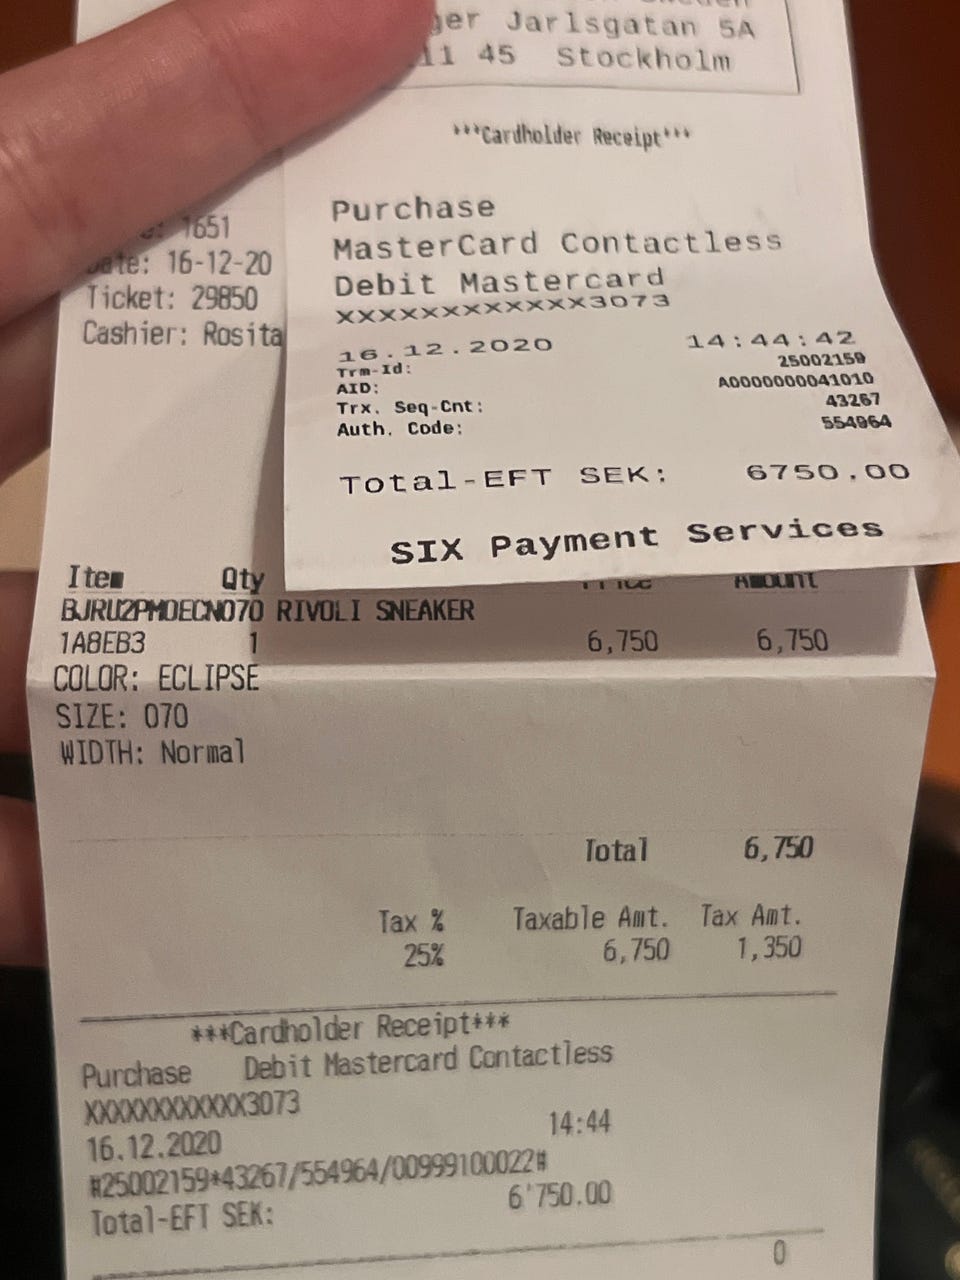 Jarlsgatan 5A
45 Stockholm
***Cardholder Receipt***
Purchase
MasterCard Contactless
Debit Mastercard
XXXXXXXXXXXX3073
16.12.2020 14:44:42
Trm-Id: 25002159
AID: A0000000041010
Trx. Seq-Cnt: 43267
Auth. Code: 554964
Total-EFT SEK: 6750.00
SIX Payment Services
1651
Date: 16-12-20
Ticket: 29850
Cashier: Rosita
Item Qty Price Amount
BJRU2PMOECNO70 RIVOLI SNEAKER
1A8EB3 1 6,750 6,750
COLOR: ECLIPSE
SIZE: 070
WIDTH: Normal
Total 6,750
Tax % Taxable Amt. Tax Amt.
25% 6,750 1,350
***Cardholder Receipt***
Purchase Debit Mastercard Contactless
XXXXXXXXXXXX3073
16.12.2020 14:44
#25002159*43267/554964/00999100022#
Total-EFT SEK: 6'750.00
0